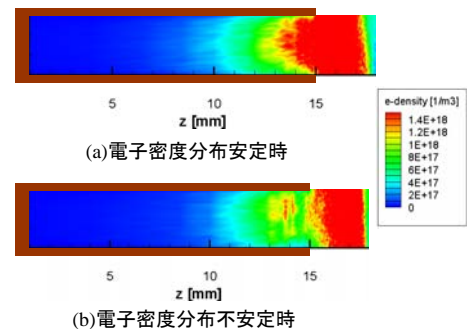 5 10 15
z [mm]
(a)電子密度分布安定時
e-density [1/m3]
1.4E+18
1.2E+18
1E+18
8E+17
6E+17
4E+17
2E+17
0
5 10 15
z [mm]
(b)電子密度分布不安定時